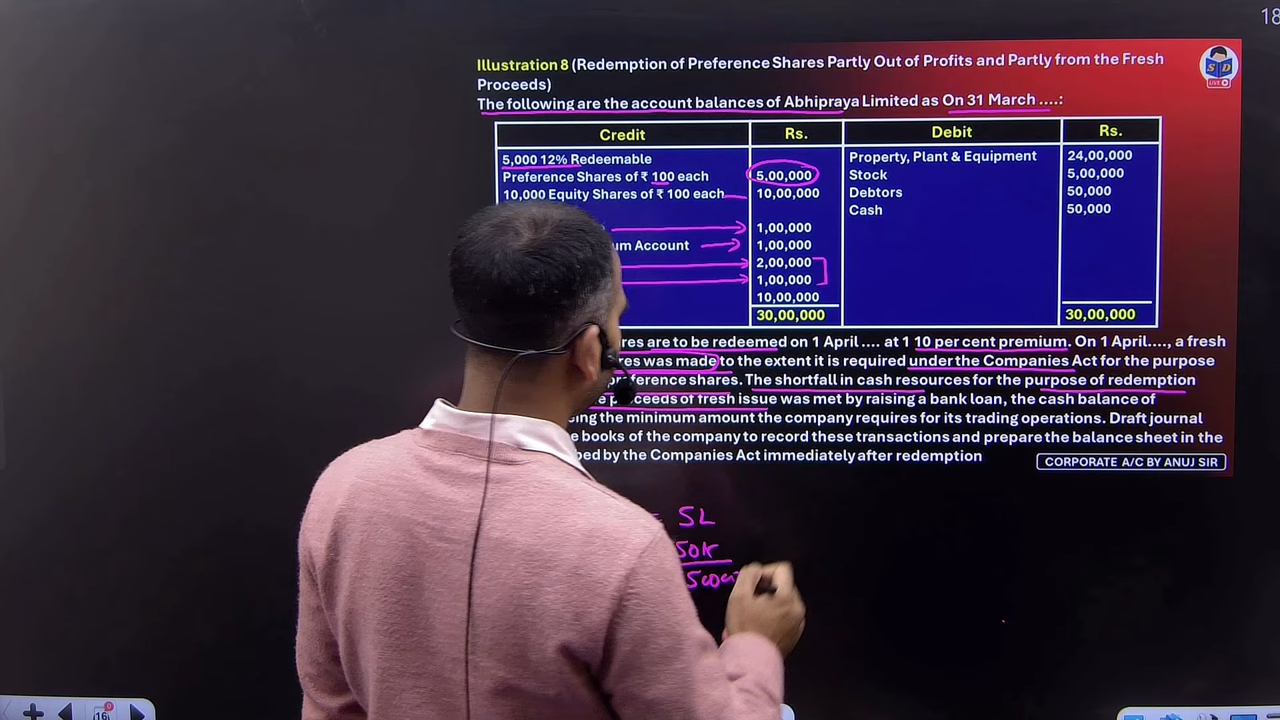 18
Illustration 8 (Redemption of Preference Shares Partly Out of Profits and Partly from the Fresh
Proceeds)
The following are the account balances of Abhipraya Limited as On 31 March ....:
Credit Rs. Debit Rs.
5,000 12% Redeemable Property, Plant & Equipment 24,00,000
Preference Shares of ₹ 100 each 5,00,000 Stock 5,00,000
10,000 Equity Shares of ₹ 100 each 10,00,000 Debtors 50,000
Cash 50,000
1,00,000
Account 1,00,000
2,00,000
1,00,000
10,00,000
30,00,000 30,00,000
are to be redeemed on 1 April .... at 1 10 per cent premium. On 1 April...., a fresh
was made to the extent it is required under the Companies Act for the purpose
preference shares. The shortfall in cash resources for the purpose of redemption
proceeds of fresh issue was met by raising a bank loan, the cash balance of
the minimum amount the company requires for its trading operations. Draft journal
books of the company to record these transactions and prepare the balance sheet in the
by the Companies Act immediately after redemption
CORPORATE A/C BY ANUJ SIR
S D
LIVE
5L
50K
16